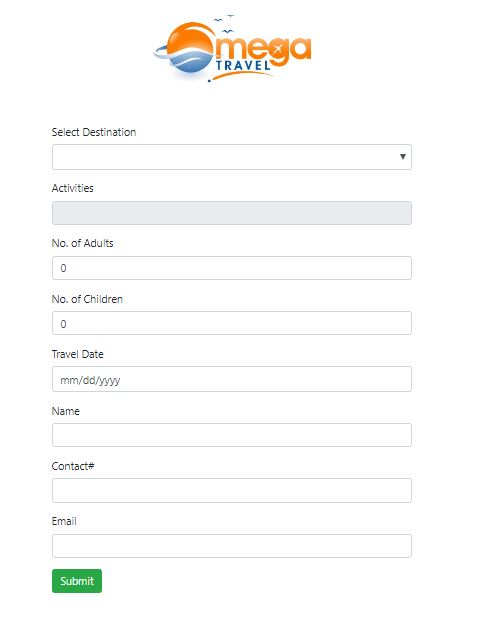 Omega
TRAVEL
Select Destination
Activities
No. of Adults
0
No. of Children
0
Travel Date
mm/dd/yyyy
Name
Contact#
Email
Submit